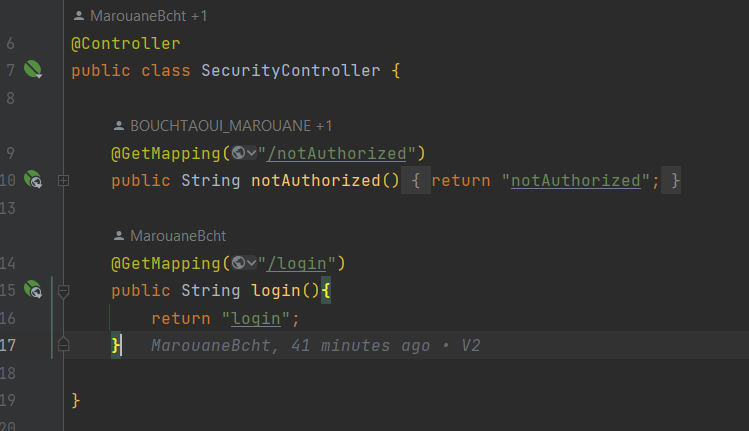 MarouaneBcht +1
6 @Controller
7 public class SecurityController {
8
BOUCHTAOUI_MAROUANE +1
9 @GetMapping("/notAuthorized")
10 public String notAuthorized() { return "notAuthorized"; }
13
MarouaneBcht
14 @GetMapping("/login")
15 public String login(){
16 return "login";
17 } MarouaneBcht, 41 minutes ago • V2
18
19 }
20